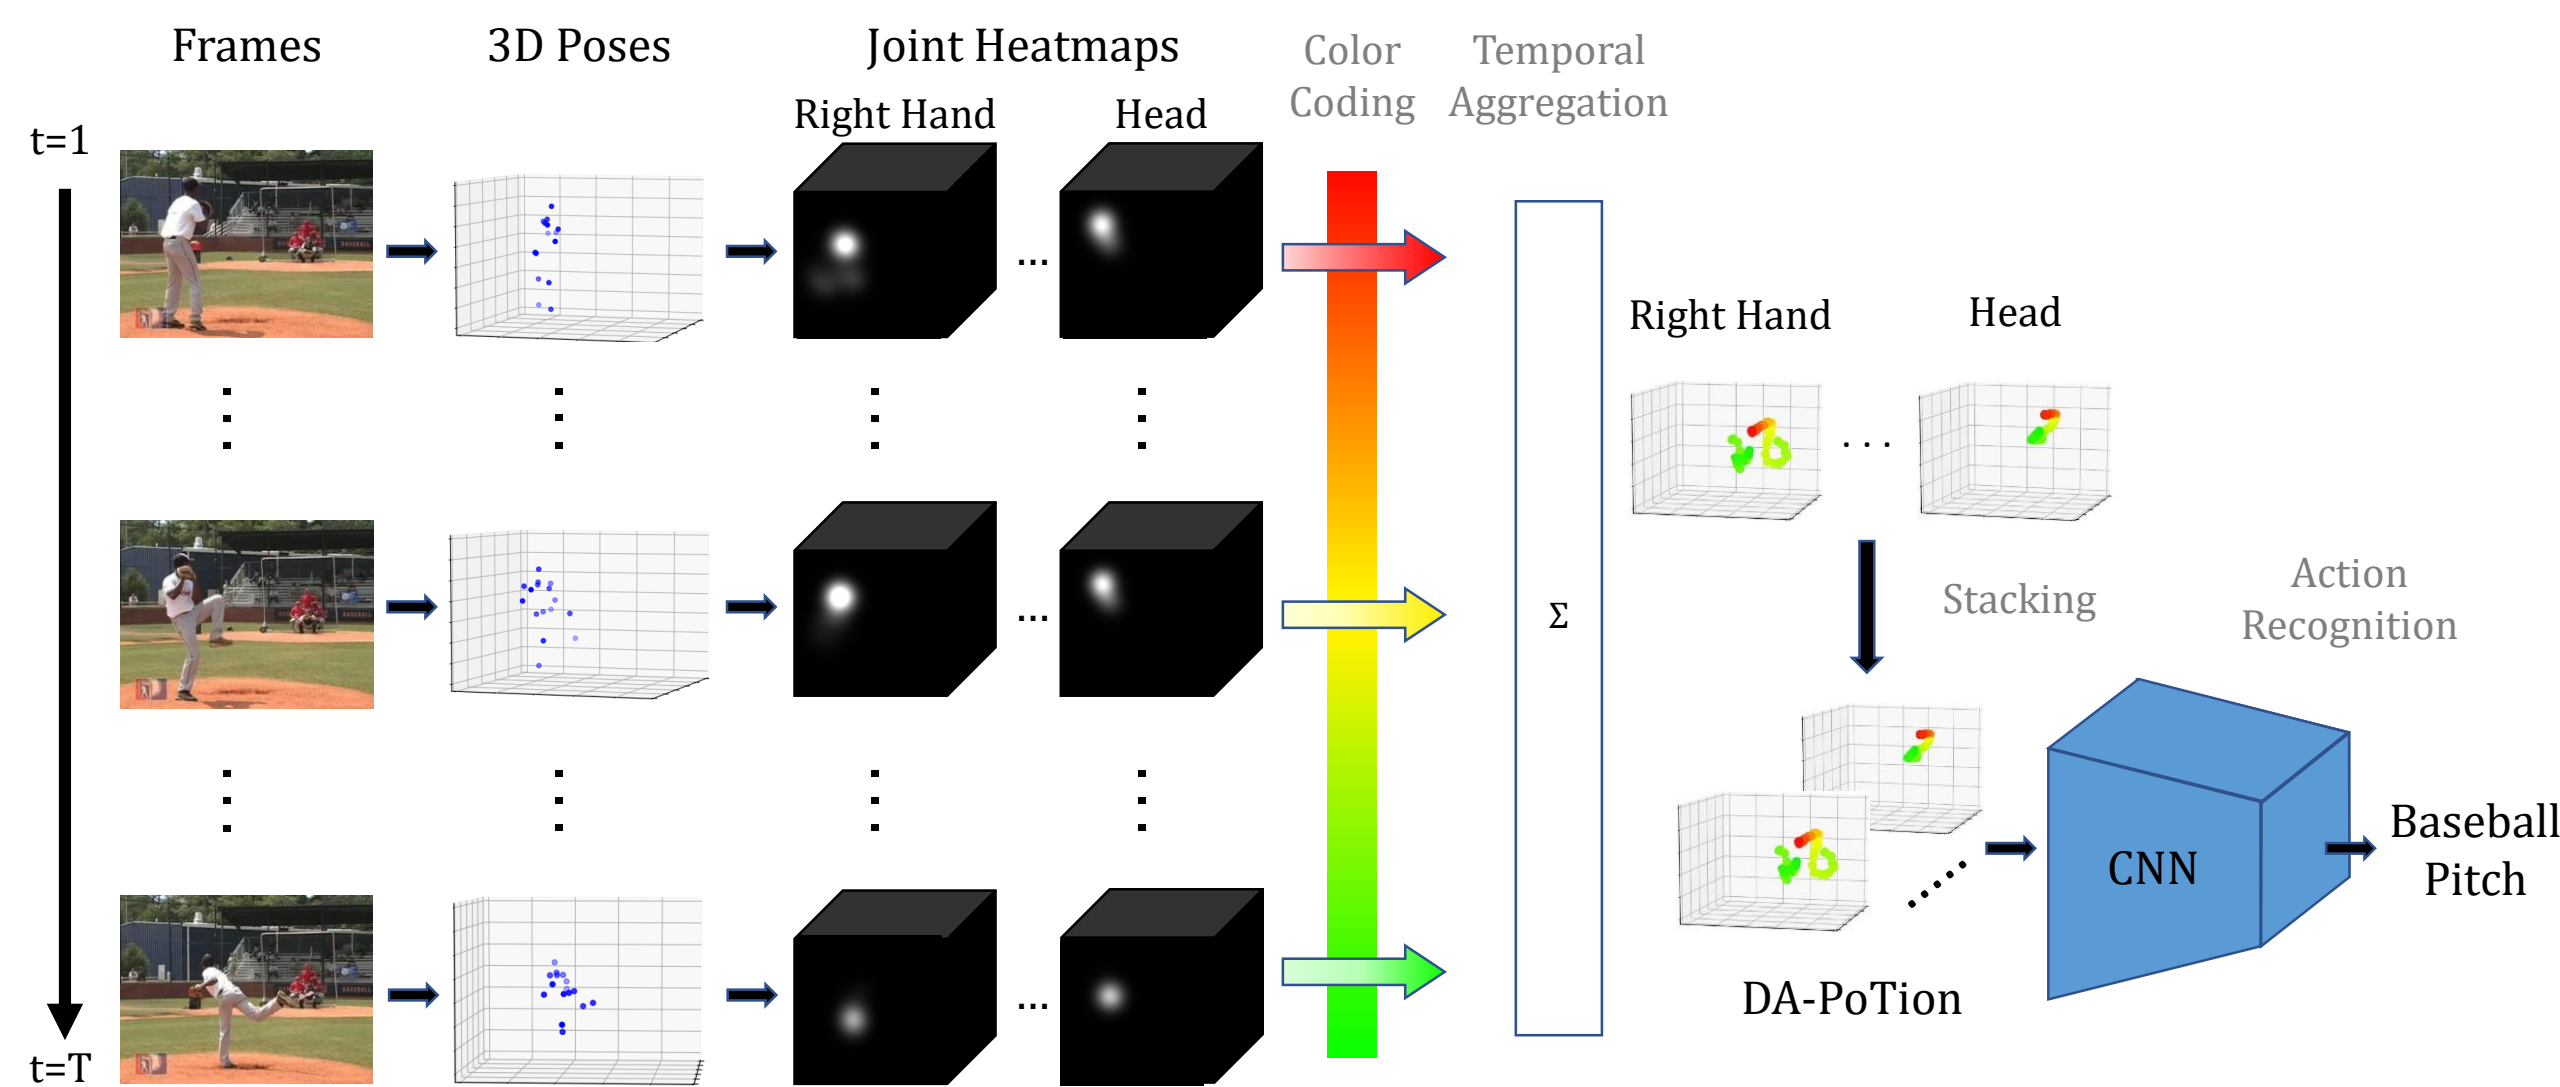 Frames
3D Poses
Joint Heatmaps
Color
Coding
Temporal
Aggregation
Right Hand
Head
t=1
...
...
...
t=T
Σ
Right Hand
Head
...
Stacking
Action
Recognition
CNN
Baseball
Pitch
DA-PoTion